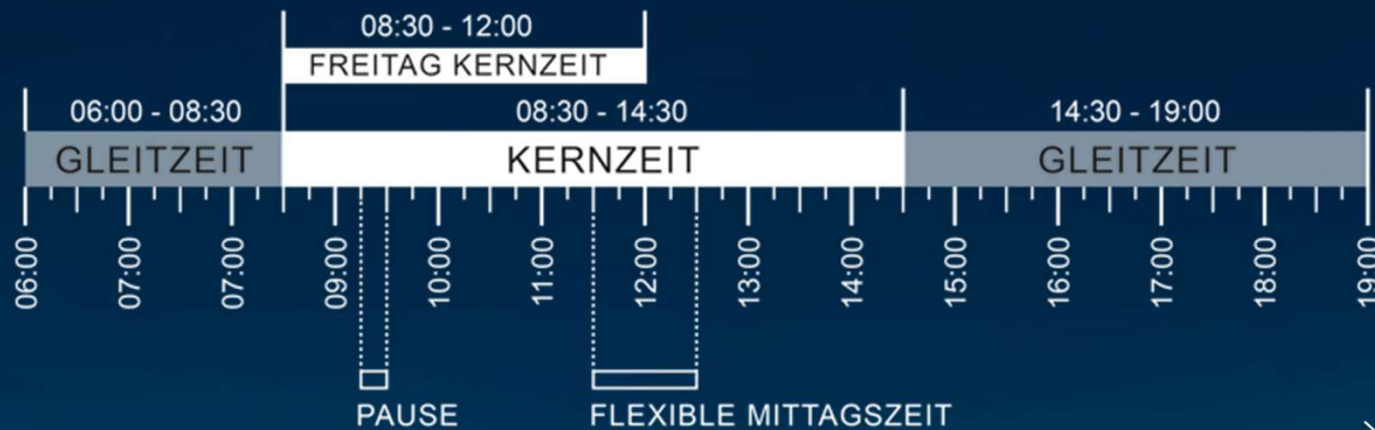 08:30 - 12:00
FREITAG KERNZEIT
06:00 - 08:30
08:30 - 14:30
14:30 - 19:00
GLEITZEIT
KERNZEIT
GLEITZEIT
06:00
07:00
07:00
09:00
10:00
11:00
12:00
13:00
14:00
15:00
16:00
17:00
18:00
19:00
PAUSE
FLEXIBLE MITTAGSZEIT